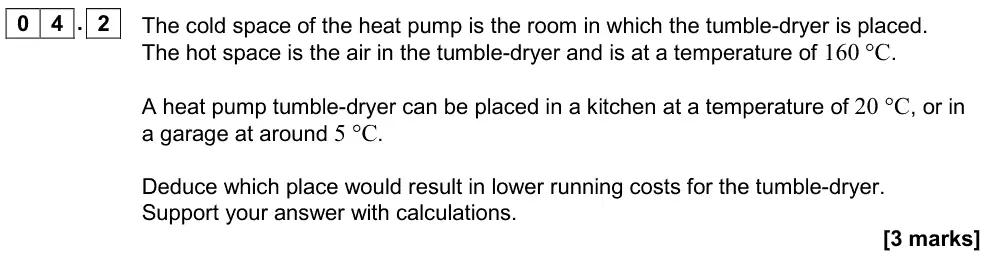 04.2 The cold space of the heat pump is the room in which the tumble-dryer is placed.
The hot space is the air in the tumble-dryer and is at a temperature of 160 °C.
A heat pump tumble-dryer can be placed in a kitchen at a temperature of 20 °C, or in
a garage at around 5 °C.
Deduce which place would result in lower running costs for the tumble-dryer.
Support your answer with calculations.
[3 marks]